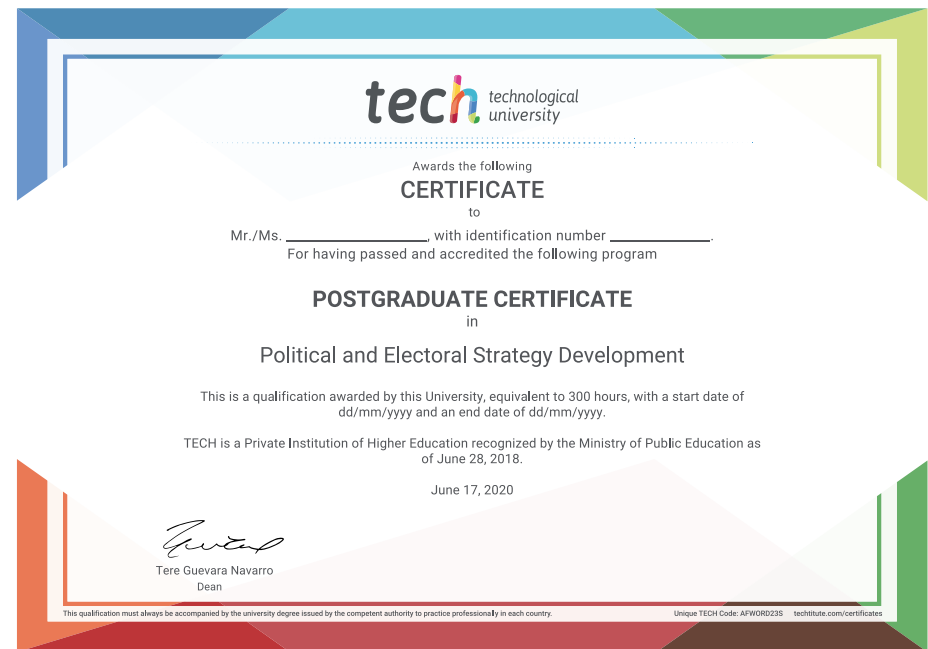 tech technological
university
Awards the following
CERTIFICATE
to
Mr./Ms. ____________________, with identification number ______________.
For having passed and accredited the following program
POSTGRADUATE CERTIFICATE
in
Political and Electoral Strategy Development
This is a qualification awarded by this University, equivalent to 300 hours, with a start date of
dd/mm/yyyy and an end date of dd/mm/yyyy.
TECH is a Private Institution of Higher Education recognized by the Ministry of Public Education as
of June 28, 2018.
June 17, 2020
Tere Guevara Navarro
Dean
This qualification must always be accompanied by the university degree issued by the competent authority to practice professionally in each country. Unique TECH Code: AFWORD23S techtitute.com/certificates